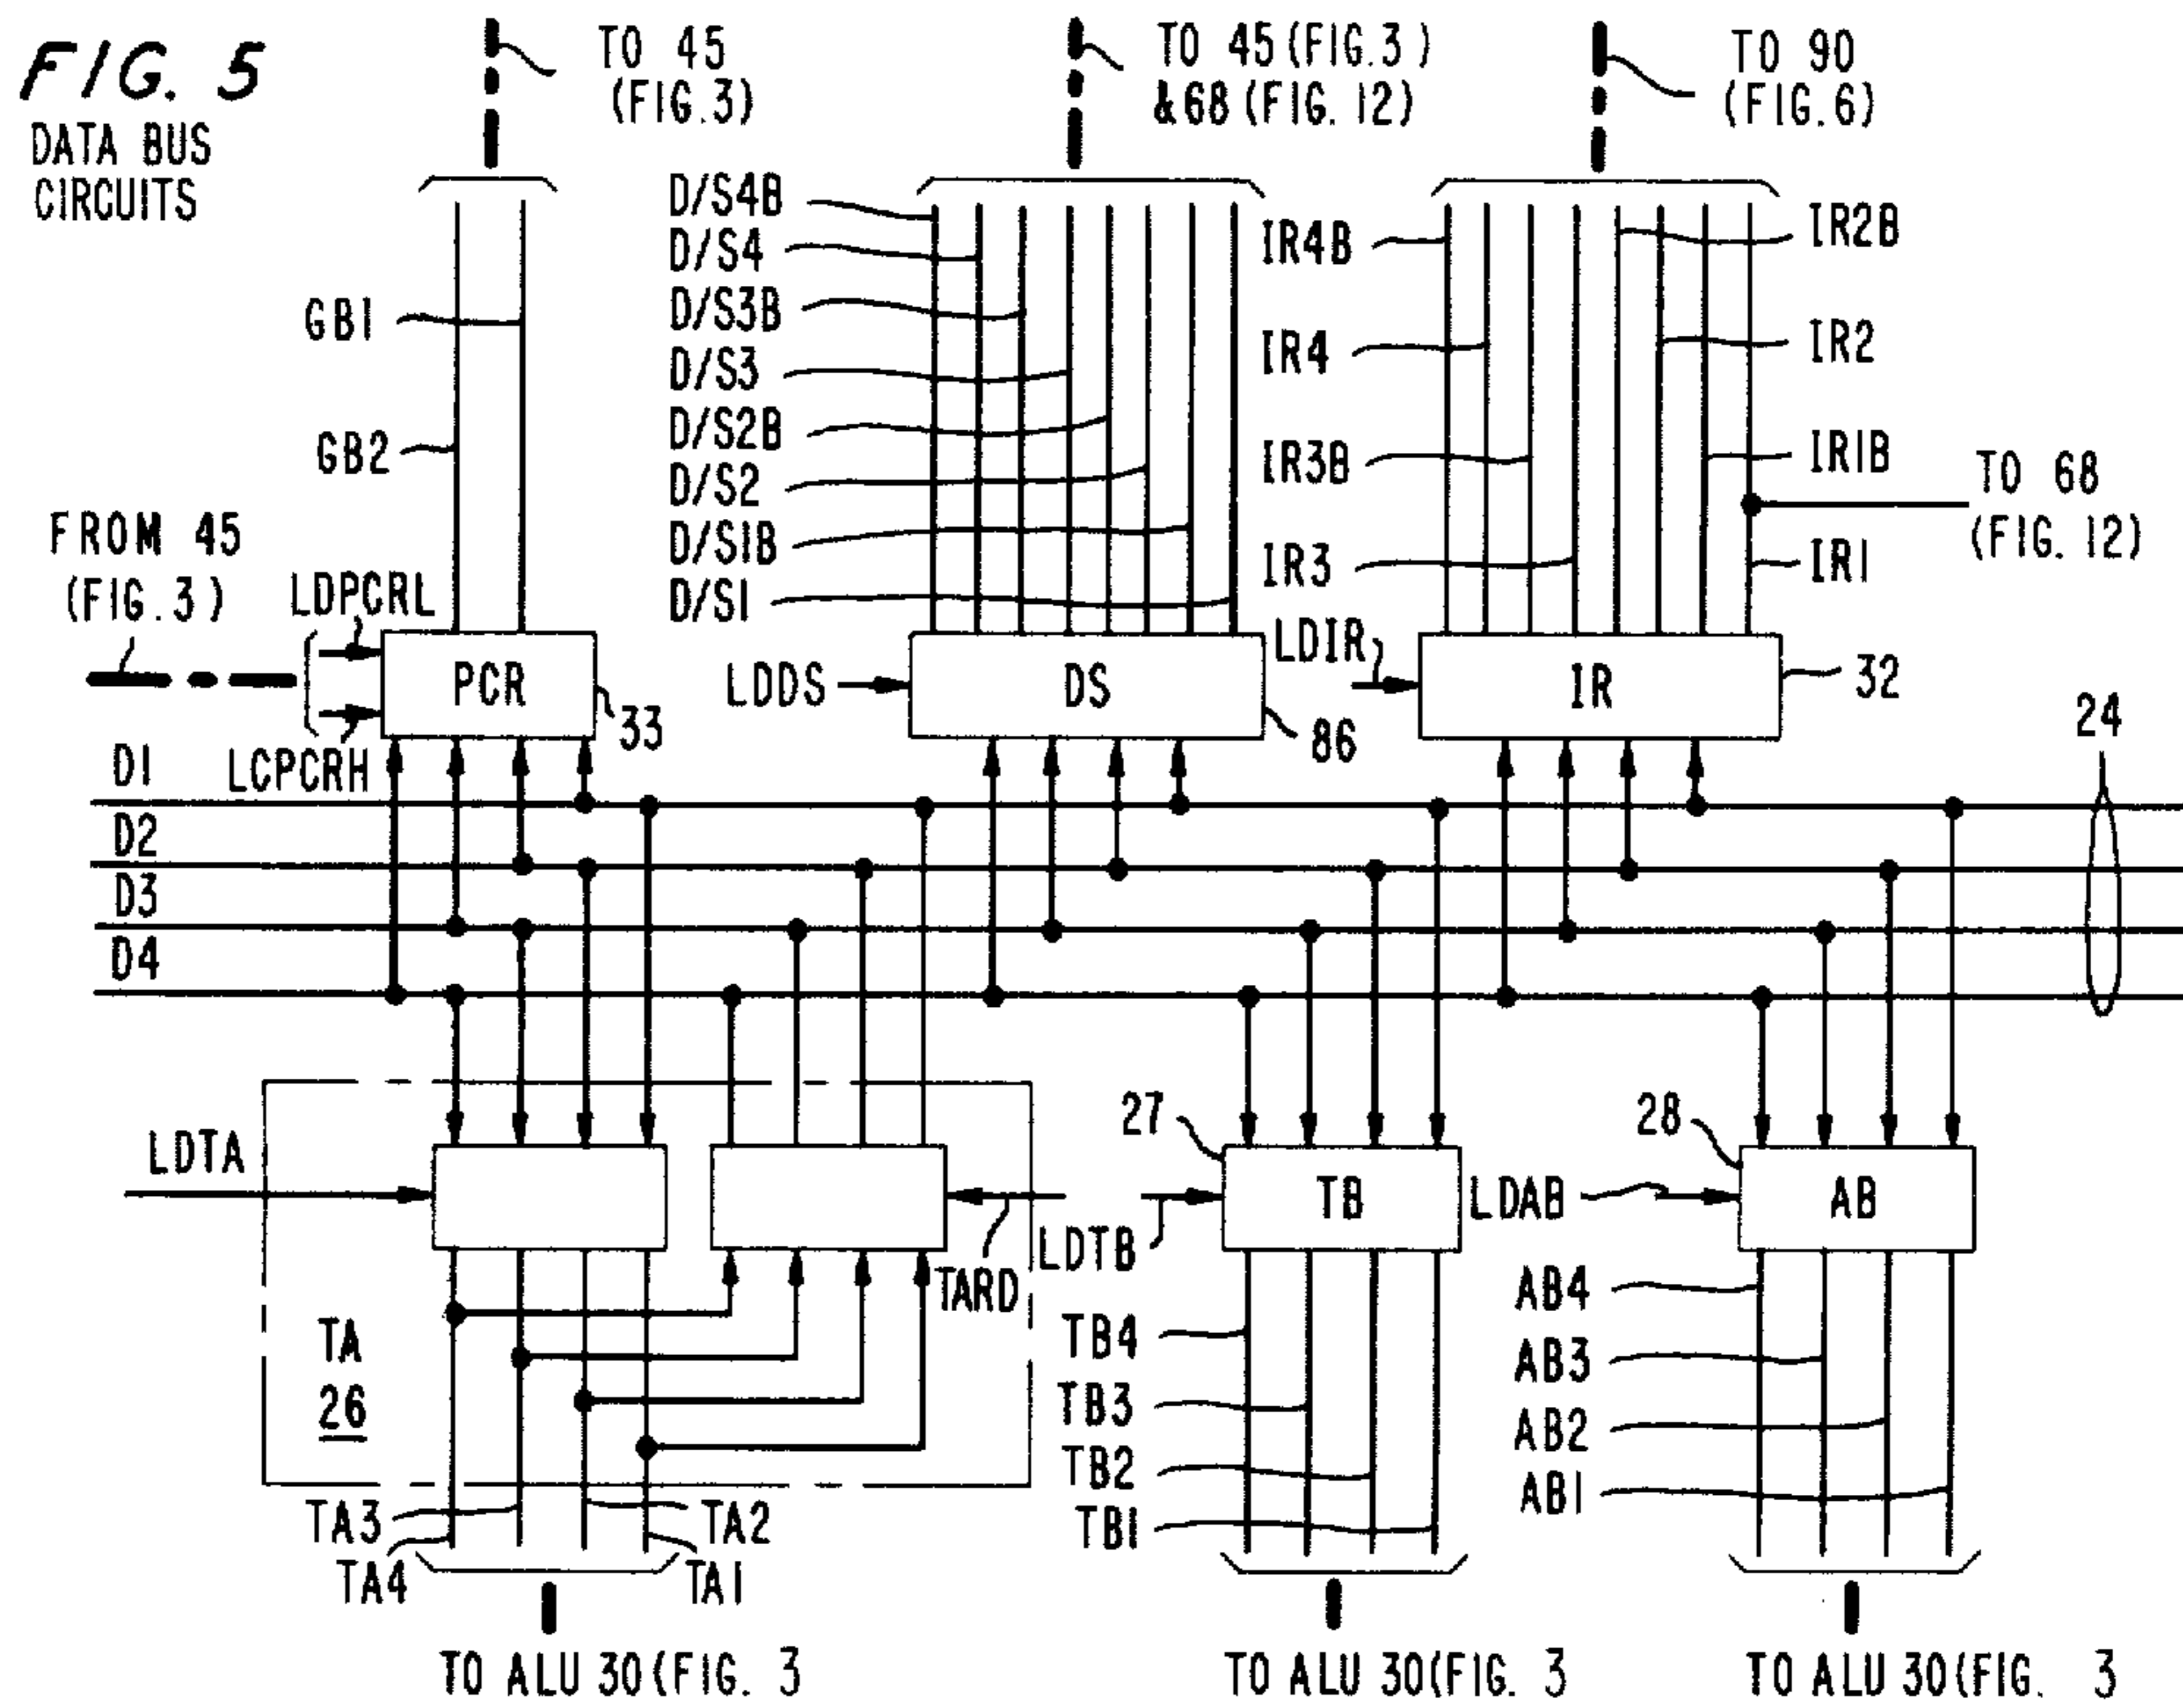 FIG. 5
DATA BUS
CIRCUITS
TO 45
(FIG.3)
TO 45 (FIG.3)
&68 (FIG. 12)
TO 90
(FIG.6)
GB1
GB2
D/S4B
D/S4
D/S3B
D/S3
D/S2B
D/S2
D/S1B
D/S1
IR4B
IR4
IR3B
IR3
IR2B
IR2
IR1B
IR1
TO 68
(FIG. 12)
FROM 45
(FIG.3)
LDPCRL
LCPCRH
PCR
33
LDDS
DS
86
LDIR
IR
32
24
D1
D2
D3
D4
LDTA
TA
26
TARD
LDTB
27
TB
LDAB
28
AB
TA3
TA4
TA2
TA1
TB4
TB3
TB2
TB1
AB4
AB3
AB2
AB1
TO ALU 30(FIG. 3
TO ALU 30(FIG. 3
TO ALU 30(FIG. 3